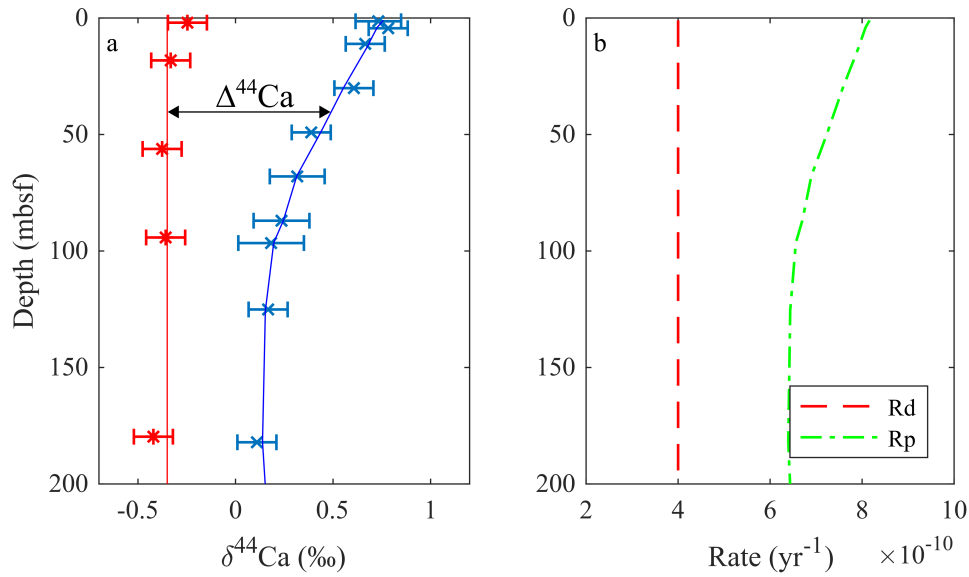 a
Δ⁴⁴Ca
0
50
100
150
200
Depth (mbsf)
-0.5 0 0.5 1
δ⁴⁴Ca (‰)
b
0
50
100
150
200
Rd
Rp
2 4 6 8 10
Rate (yr⁻¹) ×10⁻¹⁰